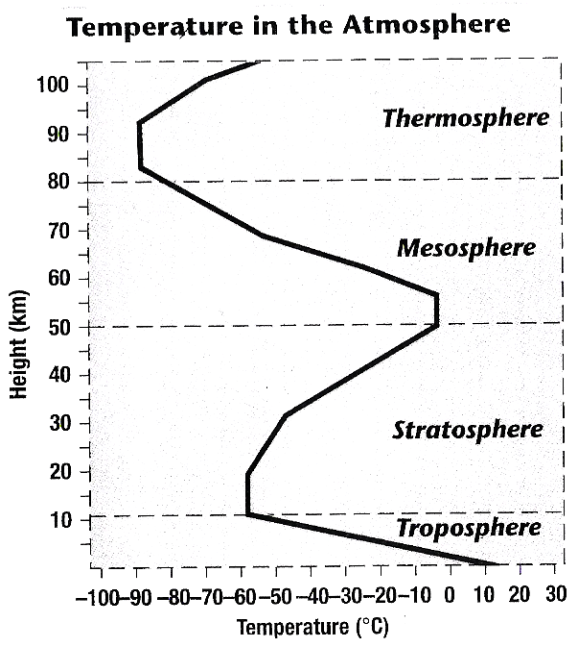 Temperature in the Atmosphere
100
90
80
70
60
50
40
30
20
10
Height (km)
Thermosphere
Mesosphere
Stratosphere
Troposphere
–100–90 –80–70–60 –50 –40–30–20–10 0 10 20 30
Temperature (°C)